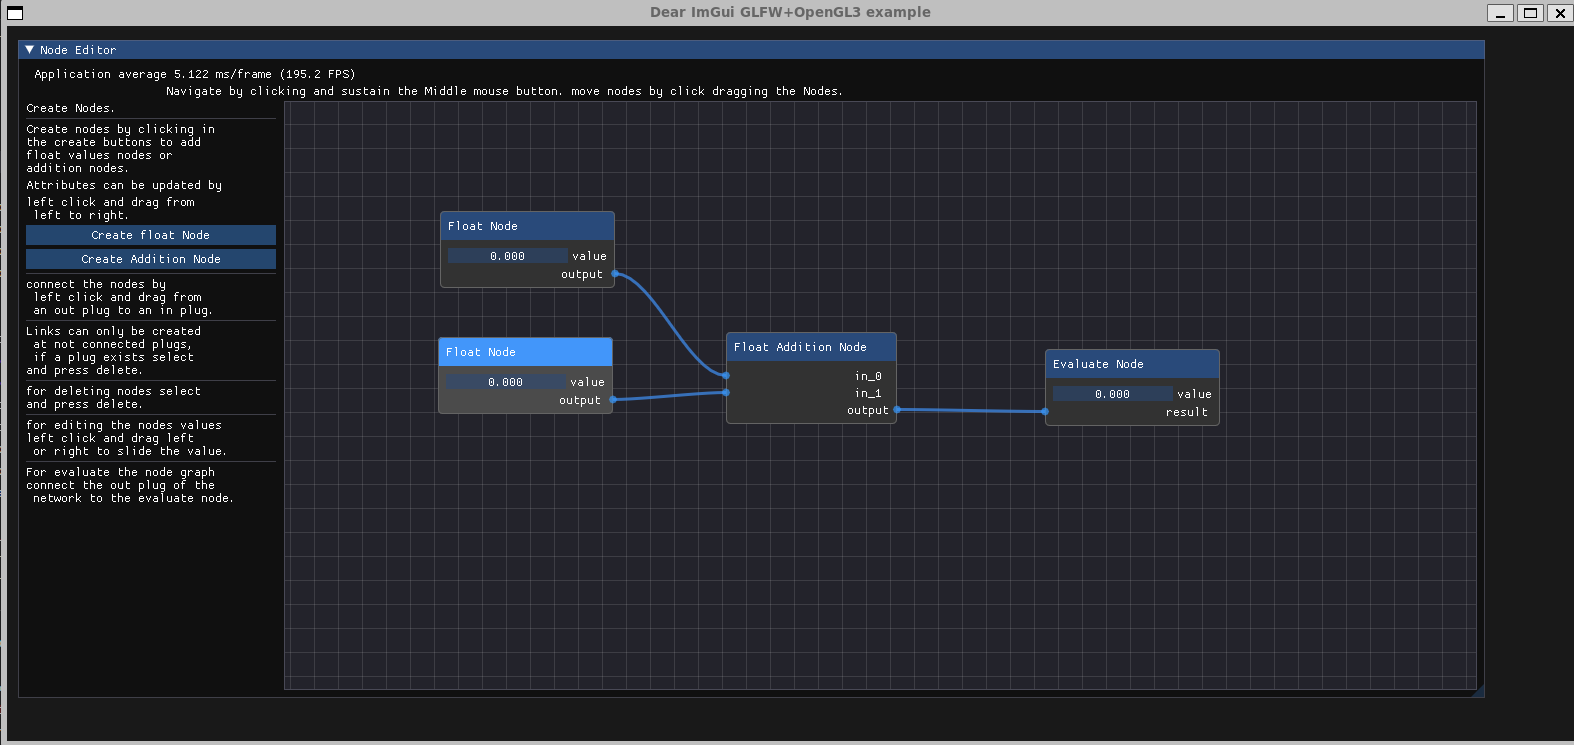 Dear ImGui GLFW+OpenGL3 example
Node Editor
Application average 5.122 ms/frame (195.2 FPS)
Navigate by clicking and sustain the Middle mouse button. move nodes by click dragging the Nodes.
Create Nodes.
Create nodes by clicking in
the create buttons to add
float values nodes or
addition nodes.
Attributes can be updated by
left click and drag from
left to right.
Create float Node
Create Addition Node
connect the nodes by
left click and drag from
an out plug to an in plug.
Links can only be created
at not connected plugs,
if a plug exists select
and press delete.
for deleting nodes select
and press delete.
for editing the nodes values
left click and drag left
or right to slide the value.
For evaluate the node graph
connect the out plug of the
network to the evaluate node.
Float Node
0.000 value
output
Float Node
0.000 value
output
Float Addition Node
in_0
in_1
output
Evaluate Node
0.000 value
result